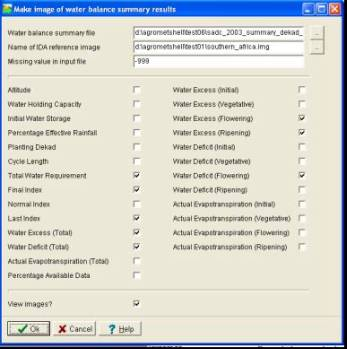 Make image of water balance summary results
Water balance summary file d:\agrometshell\test06\sadc_2003_summary_dekad_
Name of IDA reference image d:\agrometshell\test01\southern_africa.img
Missing value in input file -999
Altitude Water Excess (Initial)
Water Holding Capacity Water Excess (Vegetative)
Initial Water Storage Water Excess (Flowering)
Percentage Effective Rainfall Water Excess (Ripening)
Planting Dekad Water Deficit (Initial)
Cycle Length Water Deficit (Vegetative)
Total Water Requirement Water Deficit (Flowering)
Final Index Water Deficit (Ripening)
Normal Index Actual Evapotranspiration (Initial)
Last Index Actual Evapotranspiration (Vegetative)
Water Excess (Total) Actual Evapotranspiration (Flowering)
Water Deficit (Total) Actual Evapotranspiration (Ripening)
Actual Evapotranspiration (Total)
Percentage Available Data
View images?
Ok Cancel ? Help